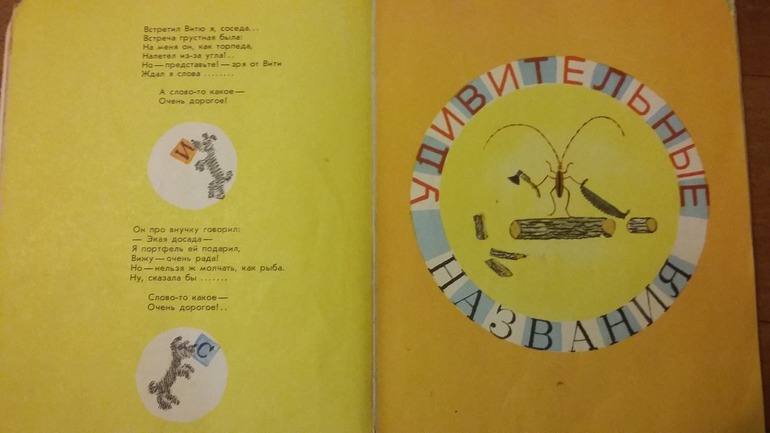 Встретил Витю я, соседа...
Встреча грустная была:
На меня он, как торпеда,
Налетел из-за угла!..
Но — представьте! — зря от Вити
Ждал я слова ........
А слово-то какое —
Очень дорогое!
И
Он про внучку говорил:
— Экая досада —
Я портфель ей подарил,
Вижу — очень рада!
Но — нельзя ж молчать, как рыба.
Ну, сказала бы .......
Слово-то какое —
Очень дорогое!..
С
УДИВИТЕЛЬНЫЕ
НАЗВАНИЯ